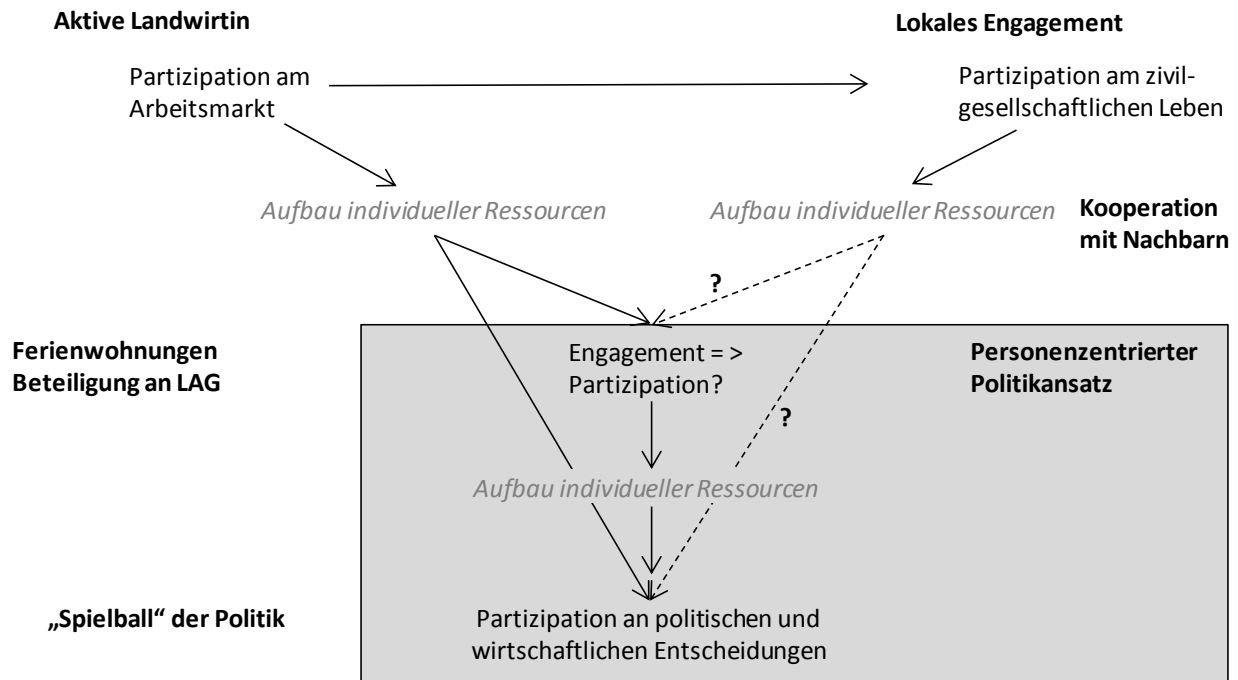 Aktive Landwirtin
Lokales Engagement
Partizipation am
Arbeitsmarkt
Partizipation am zivil-
gesellschaftlichen Leben
Aufbau individueller Ressourcen
Aufbau individueller Ressourcen
Kooperation
mit Nachbarn
?
Ferienwohnungen
Beteiligung an LAG
Engagement = >
Partizipation?
Personenzentrierter
Politikansatz
?
Aufbau individueller Ressourcen
„Spielball“ der Politik
Partizipation an politischen und
wirtschaftlichen Entscheidungen